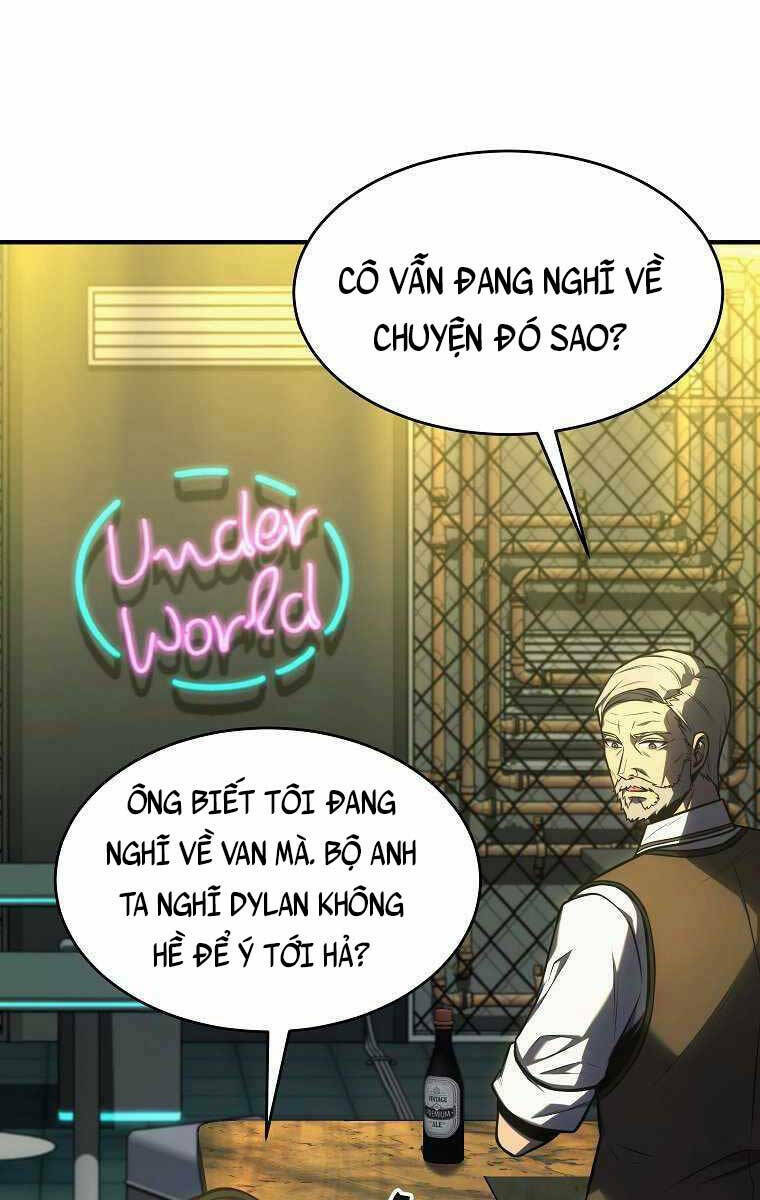 CÔ VẪN ĐANG NGHĨ VỀ
CHUYỆN ĐÓ SAO?
Under
World
ÔNG BIẾT TÔI ĐANG
NGHĨ VỀ VAN MÀ. BỘ ANH
TA NGHĨ DYLAN KHÔNG
HỀ ĐỂ Ý TỚI HẢ?
VINTAGE
PREMIUM
ALE